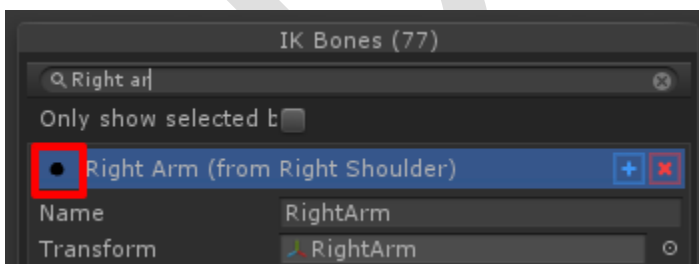 IK Bones (77)
Right ar
Only show selected b
Right Arm (from Right Shoulder)
Name RightArm
Transform RightArm